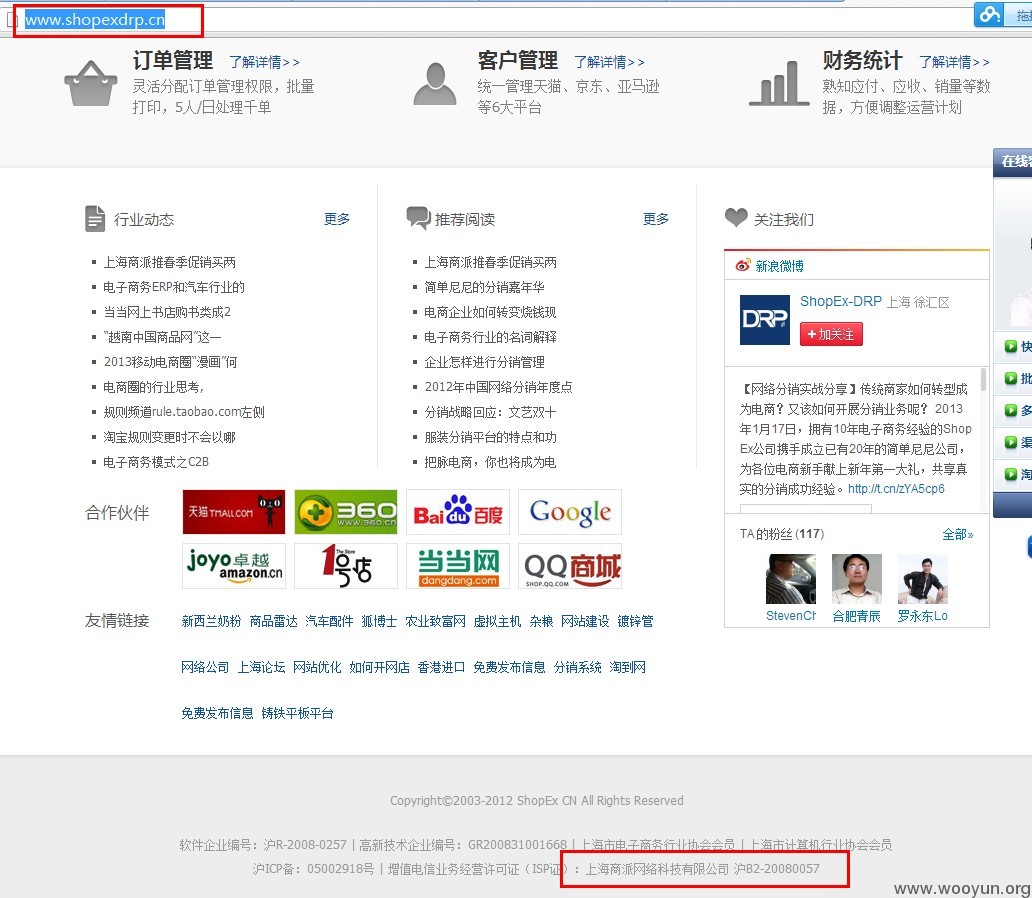 www.shopexdrp.cn
订单管理 了解详情>>
灵活分配订单管理权限，批量
打印，5人/日处理千单
客户管理 了解详情>>
统一管理天猫、京东、亚马逊
等6大平台
财务统计 了解详情>>
熟知应付、应收、销量等数
据，方便调整运营计划
行业动态 更多
上海商派推春季促销买两
电子商务ERP和汽车行业的
当当网上书店购书类成2
“越南中国商品网”这一
2013移动电商圈“漫画”何
电商圈的行业思考,
规则频道rule.taobao.com左侧
淘宝规则变更时不会以哪
电子商务模式之C2B
推荐阅读 更多
上海商派推春季促销买两
简单尼尼的分销嘉年华
电商企业如何转变烧钱现
电子商务行业的名词解释
企业怎样进行分销管理
2012年中国网络分销年度点
分销战略回应：文艺双十
服装分销平台的特点和功
把脉电商，你也将成为电
关注我们
新浪微博
DRP
ShopEx-DRP 上海 徐汇区
+加关注
【网络分销实战分享】传统商家如何转型成
为电商？又该如何开展分销业务呢？ 2013
年1月17日，拥有10年电子商务经验的Shop
Ex公司携手成立已有20年的简单尼尼公司，
为各位电商新手献上新年第一大礼，共享真
实的分销成功经验。http://t.cn/zYA5cp6
TA的粉丝(117) 全部»
StevenCh 合肥青辰 罗永东Lo
在线客
快
批
多
渠
淘
合作伙伴
天猫TMALL.COM 360 www.360.cn Baidu百度 Google
joyo卓越 amazon.cn The Store 1号店 当当网 dangdang.com QQ商城 SHOP.QQ.COM
友情链接
新西兰奶粉 商品雷达 汽车配件 狐博士 农业致富网 虚拟主机 杂粮 网站建设 镀锌管
网络公司 上海论坛 网站优化 如何开网店 香港进口 免费发布信息 分销系统 淘到网
免费发布信息 铸铁平板平台
Copyright©2003-2012 ShopEx CN All Rights Reserved
软件企业编号：沪R-2008-0257 | 高新技术企业编号：GR200831001668 | 上海市电子商务行业协会会员 | 上海市计算机行业协会会员
沪ICP备：05002918号 | 增值电信业务经营许可证（ISP证）：上海商派网络科技有限公司 沪B2-20080057
www.wooyun.org